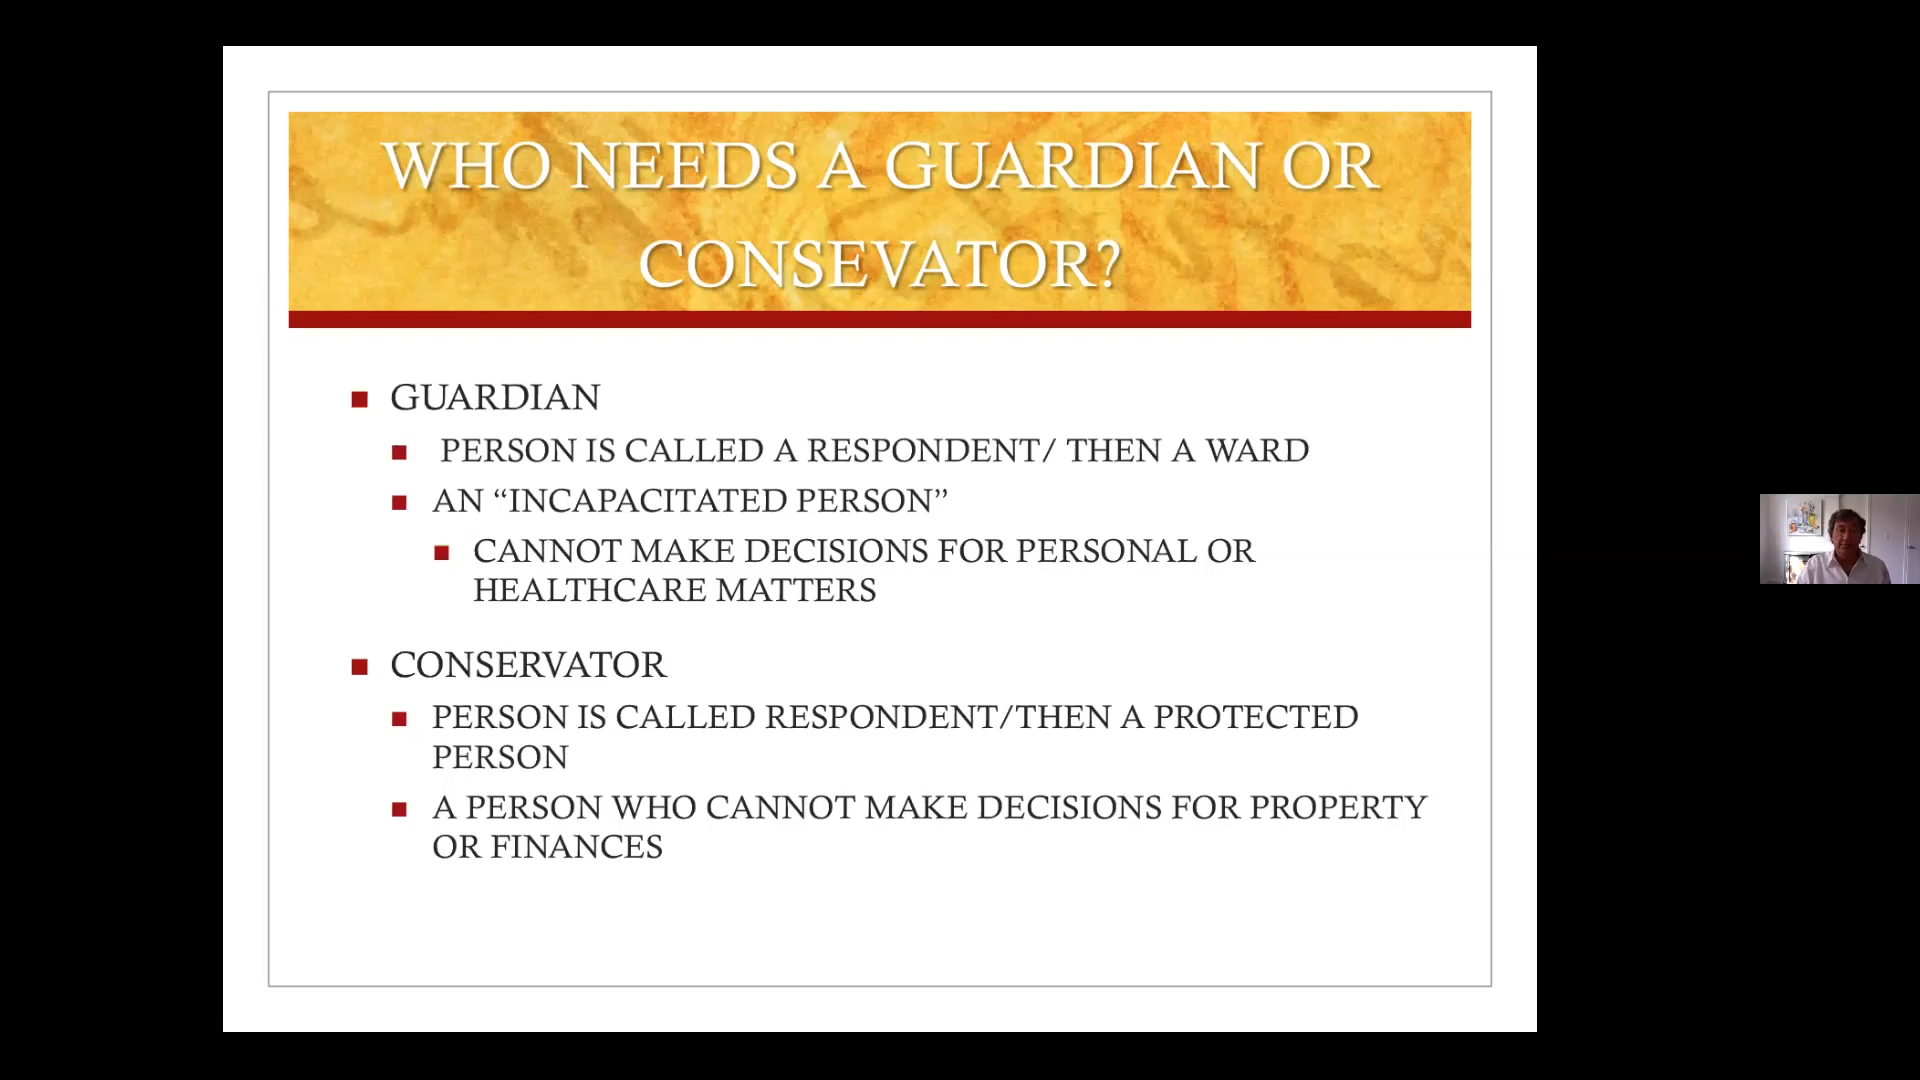 WHO NEEDS A GUARDIAN OR
CONSEVATOR?
GUARDIAN
PERSON IS CALLED A RESPONDENT/ THEN A WARD
AN “INCAPACITATED PERSON”
CANNOT MAKE DECISIONS FOR PERSONAL OR
HEALTHCARE MATTERS
CONSERVATOR
PERSON IS CALLED RESPONDENT/THEN A PROTECTED
PERSON
A PERSON WHO CANNOT MAKE DECISIONS FOR PROPERTY
OR FINANCES